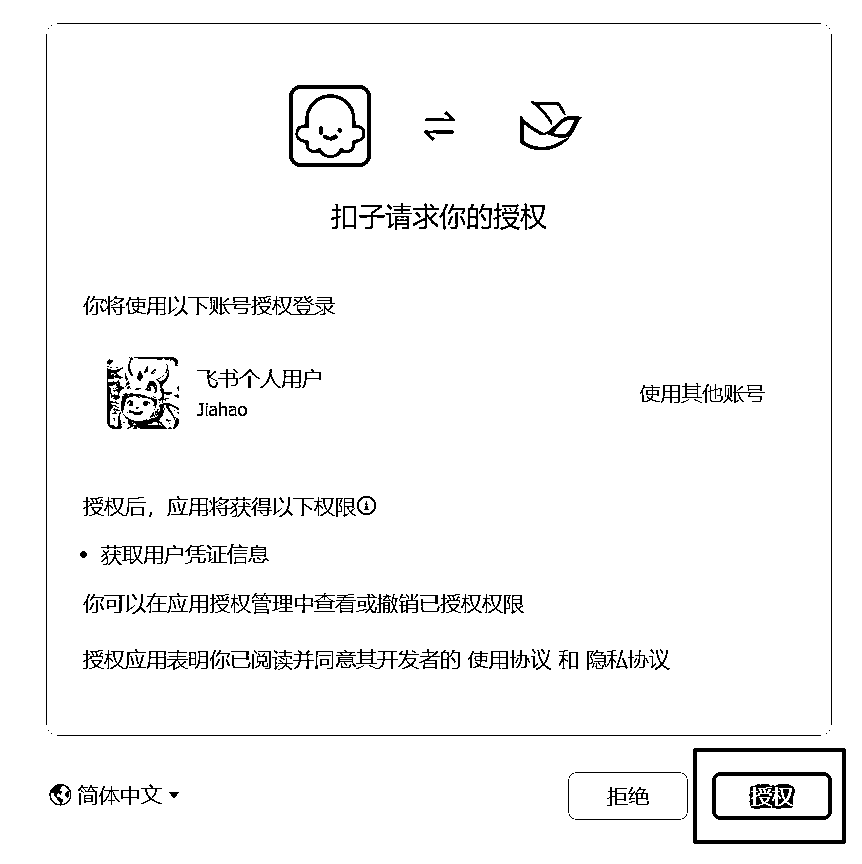 扣子请求你的授权
你将使用以下账号授权登录
飞书个人用户
Jiahao
使用其他账号
授权后，应用将获得以下权限
• 获取用户凭证信息
你可以在应用授权管理中查看或撤销已授权权限
授权应用表明你已阅读并同意其开发者的 使用协议 和 隐私协议
简体中文
拒绝
授权